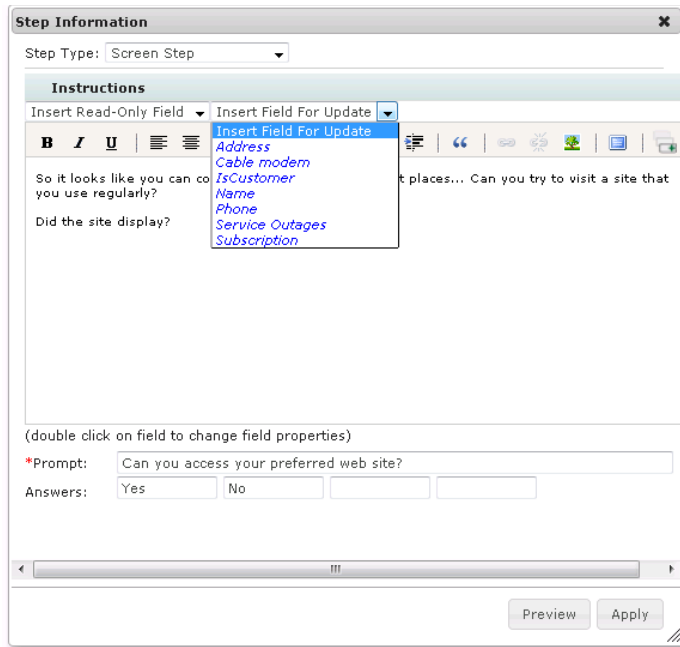 Step Information
Step Type: Screen Step
Instructions
Insert Read-Only Field Insert Field For Update
Insert Field For Update
Address
Cable modem
IsCustomer
Name
Phone
Service Outages
Subscription
B I U
So it looks like you can co t places... Can you try to visit a site that
you use regularly?
Did the site display?
(double click on field to change field properties)
*Prompt: Can you access your preferred web site?
Answers: Yes No
Preview Apply